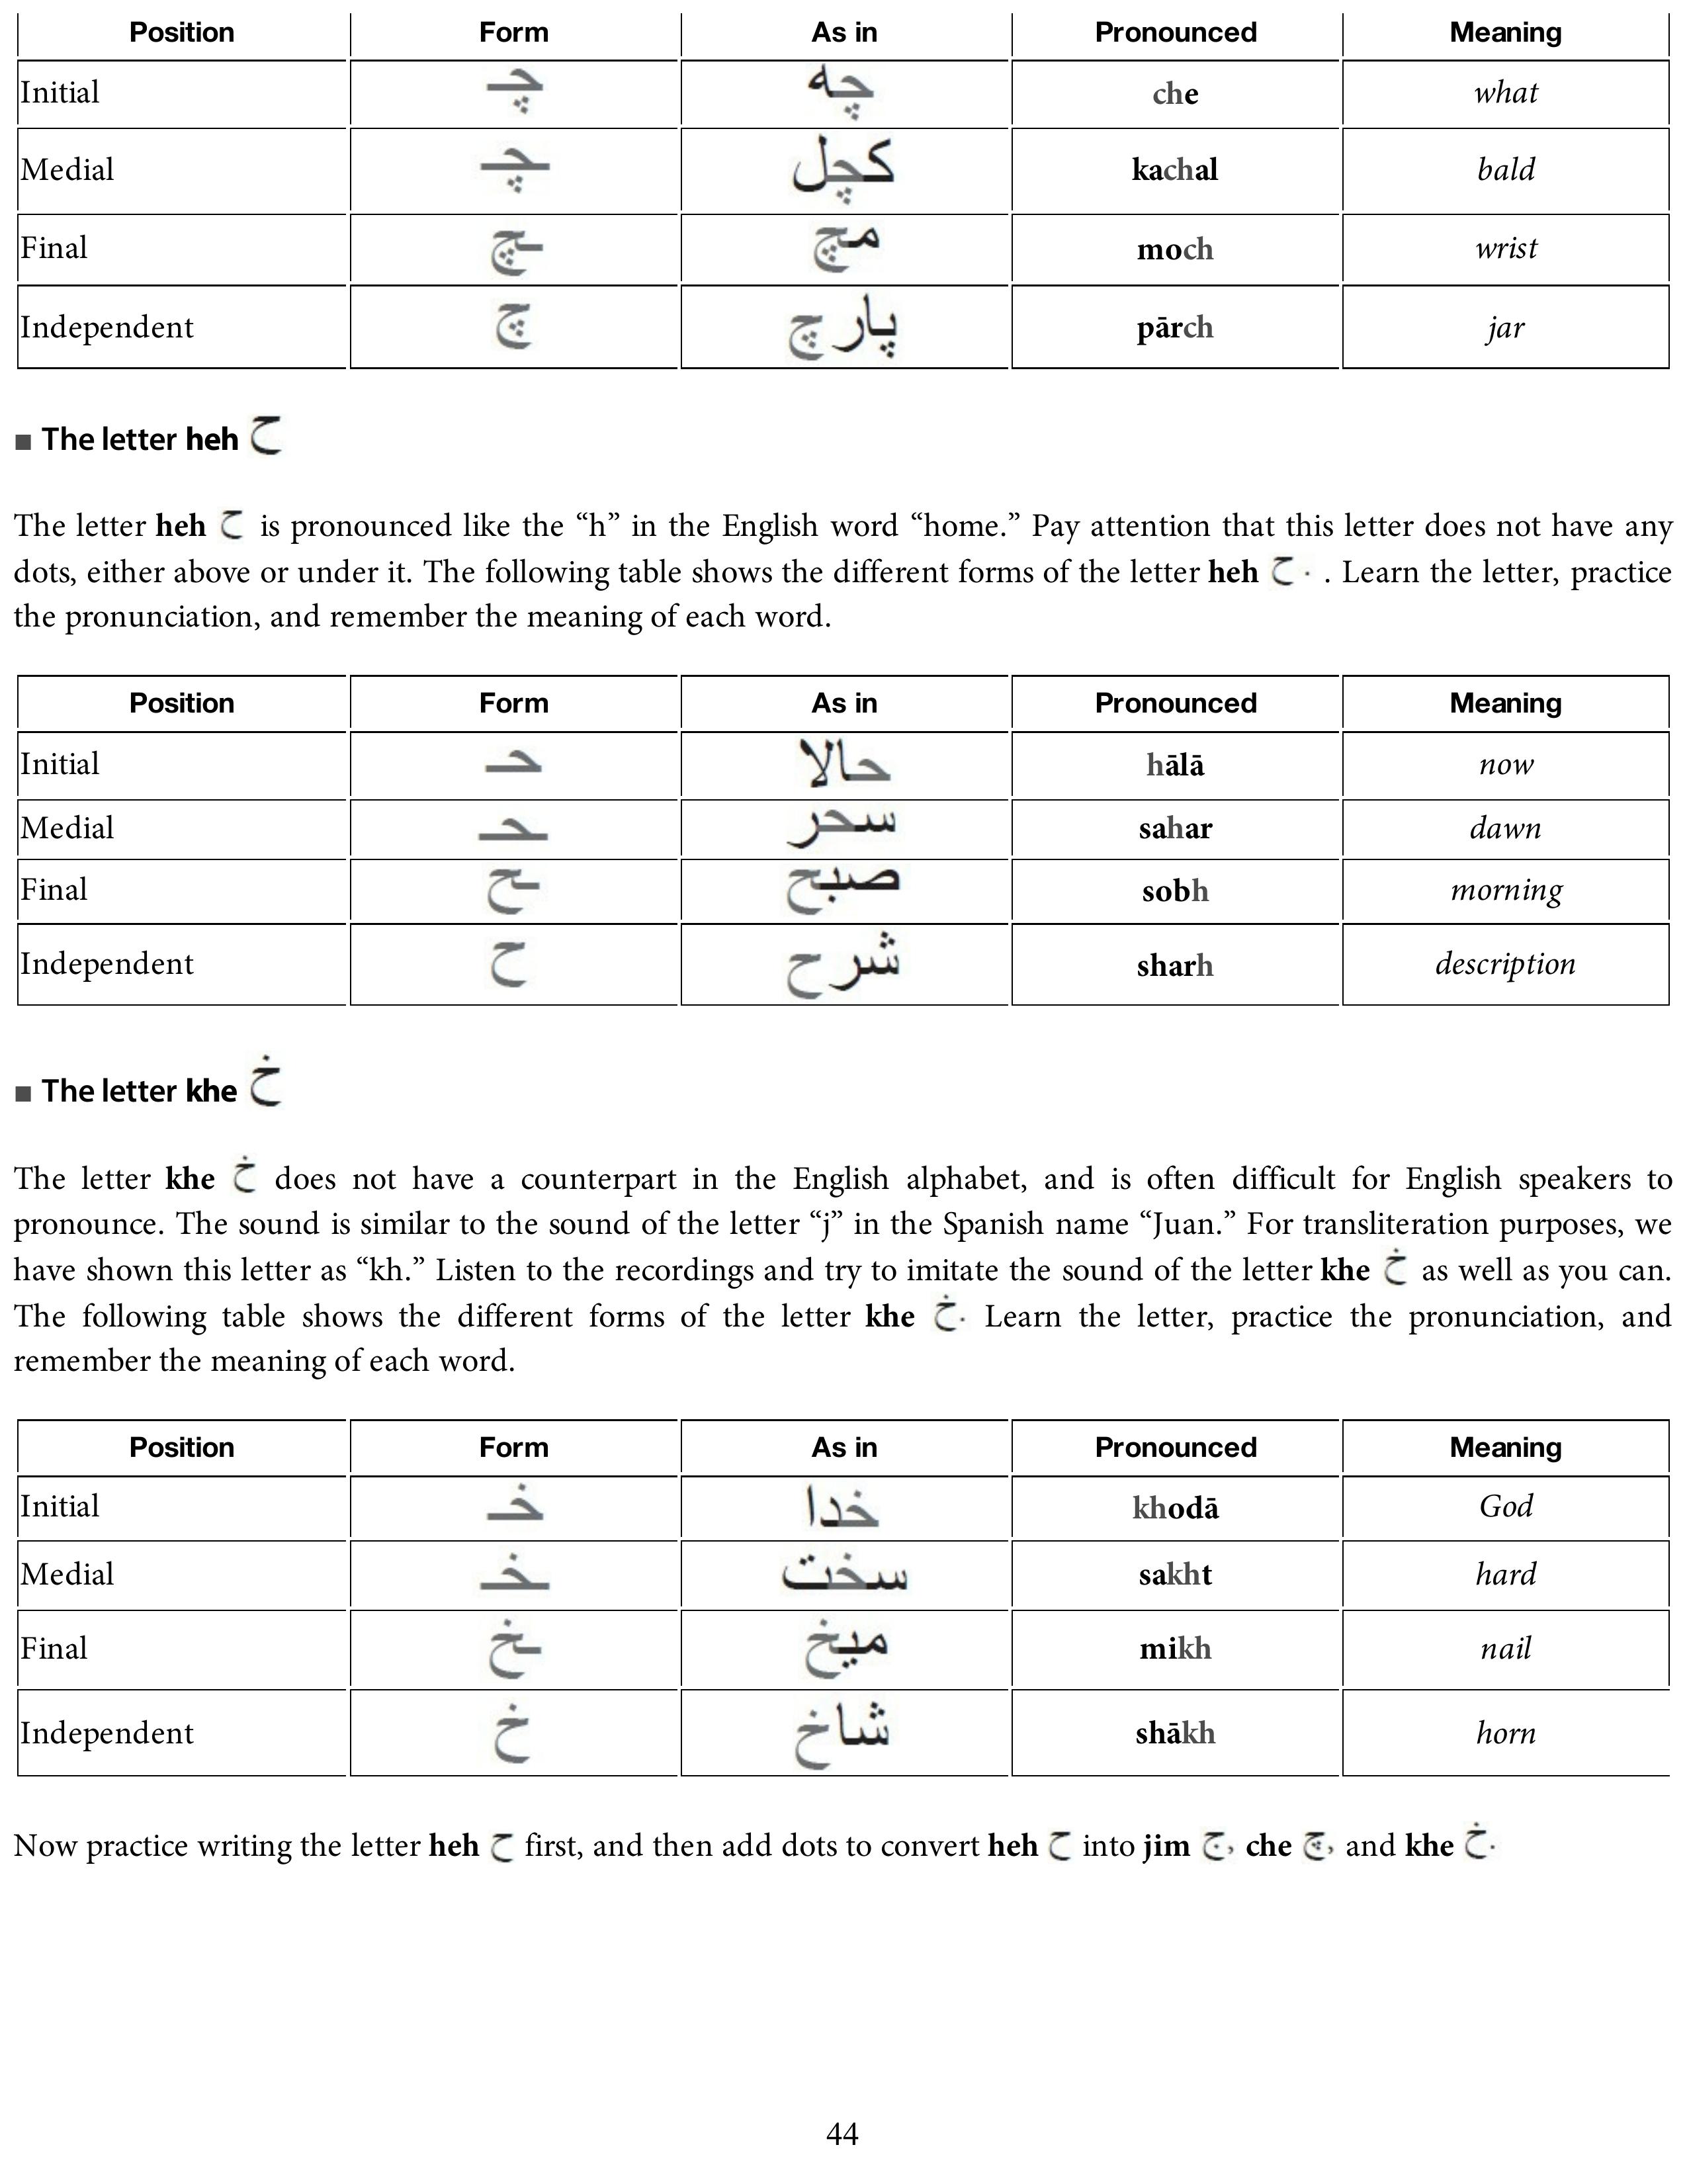 Position Form As in Pronounced Meaning
Initial چـ چه che what
Medial ـچـ کچل kachal bald
Final ـچ مچ moch wrist
Independent چ پارچ pārch jar
■ The letter heh ح
The letter heh ح is pronounced like the “h” in the English word “home.” Pay attention that this letter does not have any
dots, either above or under it. The following table shows the different forms of the letter heh ح . . Learn the letter, practice
the pronunciation, and remember the meaning of each word.
Position Form As in Pronounced Meaning
Initial حـ حالا hālā now
Medial ـحـ سحر sahar dawn
Final ـح صبح sobh morning
Independent ح شرح sharh description
■ The letter khe خ
The letter khe خ does not have a counterpart in the English alphabet, and is often difficult for English speakers to
pronounce. The sound is similar to the sound of the letter “j” in the Spanish name “Juan.” For transliteration purposes, we
have shown this letter as “kh.” Listen to the recordings and try to imitate the sound of the letter khe خ as well as you can.
The following table shows the different forms of the letter khe خ. Learn the letter, practice the pronunciation, and
remember the meaning of each word.
Position Form As in Pronounced Meaning
Initial خـ خدا khodā God
Medial ـخـ سخت sakht hard
Final ـخ میخ mikh nail
Independent خ شاخ shākh horn
Now practice writing the letter heh ح first, and then add dots to convert heh ح into jim ج, che چ, and khe خ.
44